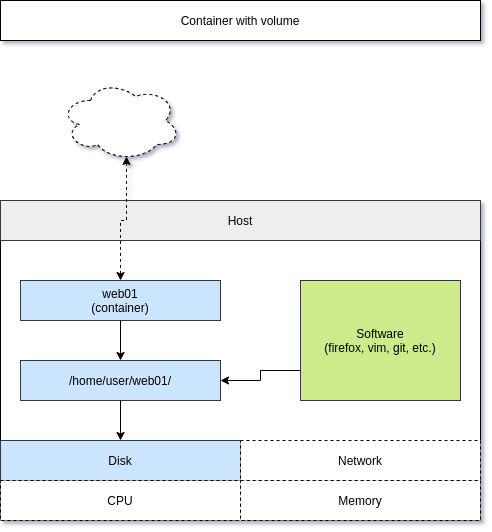 Container with volume
Host
web01
(container)
Software
(firefox, vim, git, etc.)
/home/user/web01/
Disk
Network
CPU
Memory